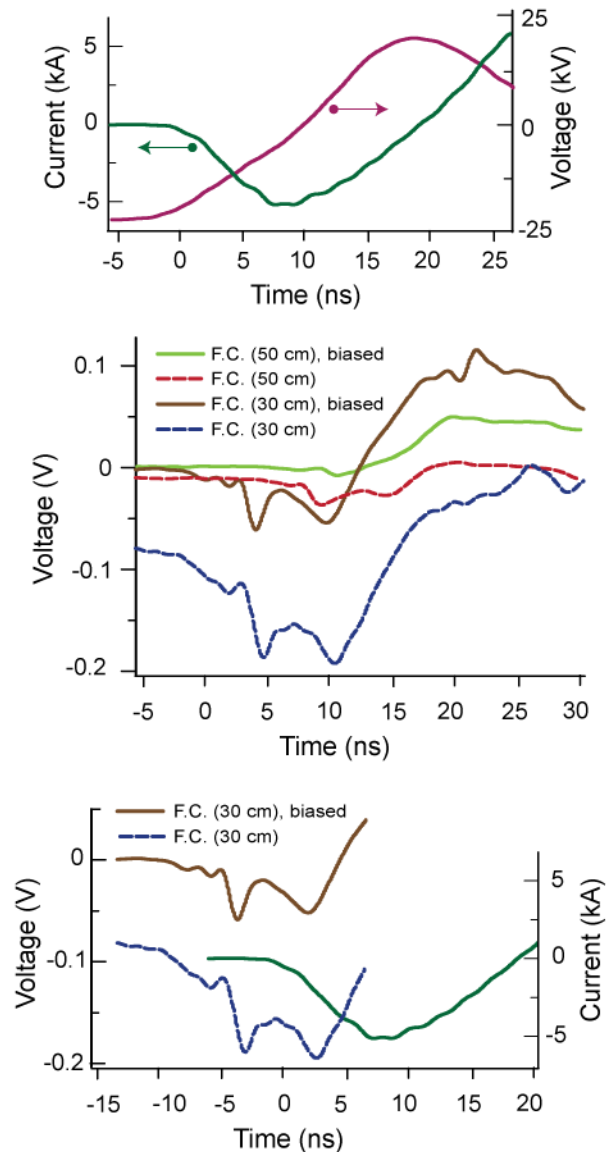 Current (kA)
5
0
-5
Voltage (kV)
25
0
-25
-5 0 5 10 15 20 25
Time (ns)
F.C. (50 cm), biased
F.C. (50 cm)
F.C. (30 cm), biased
F.C. (30 cm)
Voltage (V)
0.1
0
-0.1
-0.2
-5 0 5 10 15 20 25 30
Time (ns)
F.C. (30 cm), biased
F.C. (30 cm)
Voltage (V)
0
-0.1
-0.2
Current (kA)
5
0
-5
-15 -10 -5 0 5 10 15 20
Time (ns)